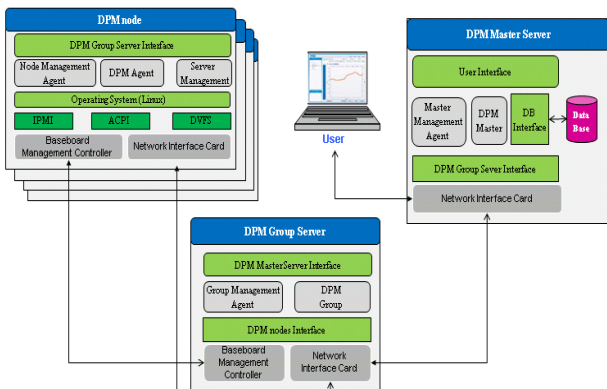 DPM node
DPM Group Server Interface
Node Management
Agent
DPM Agent
Server
Management
Operating System (Linux)
IPMI
ACPI
DVFS
Baseboard
Management Controller
Network Interface Card
User
DPM Master Server
User Interface
Master
Management
Agent
DPM
Master
DB
Interface
Data
Base
DPM Group Sever Interface
Network Interface Card
DPM Group Server
DPM MasterServer Interface
Group Management
Agent
DPM
Group
DPM nodes Interface
Baseboard
Management
Controller
Network
Interface Card